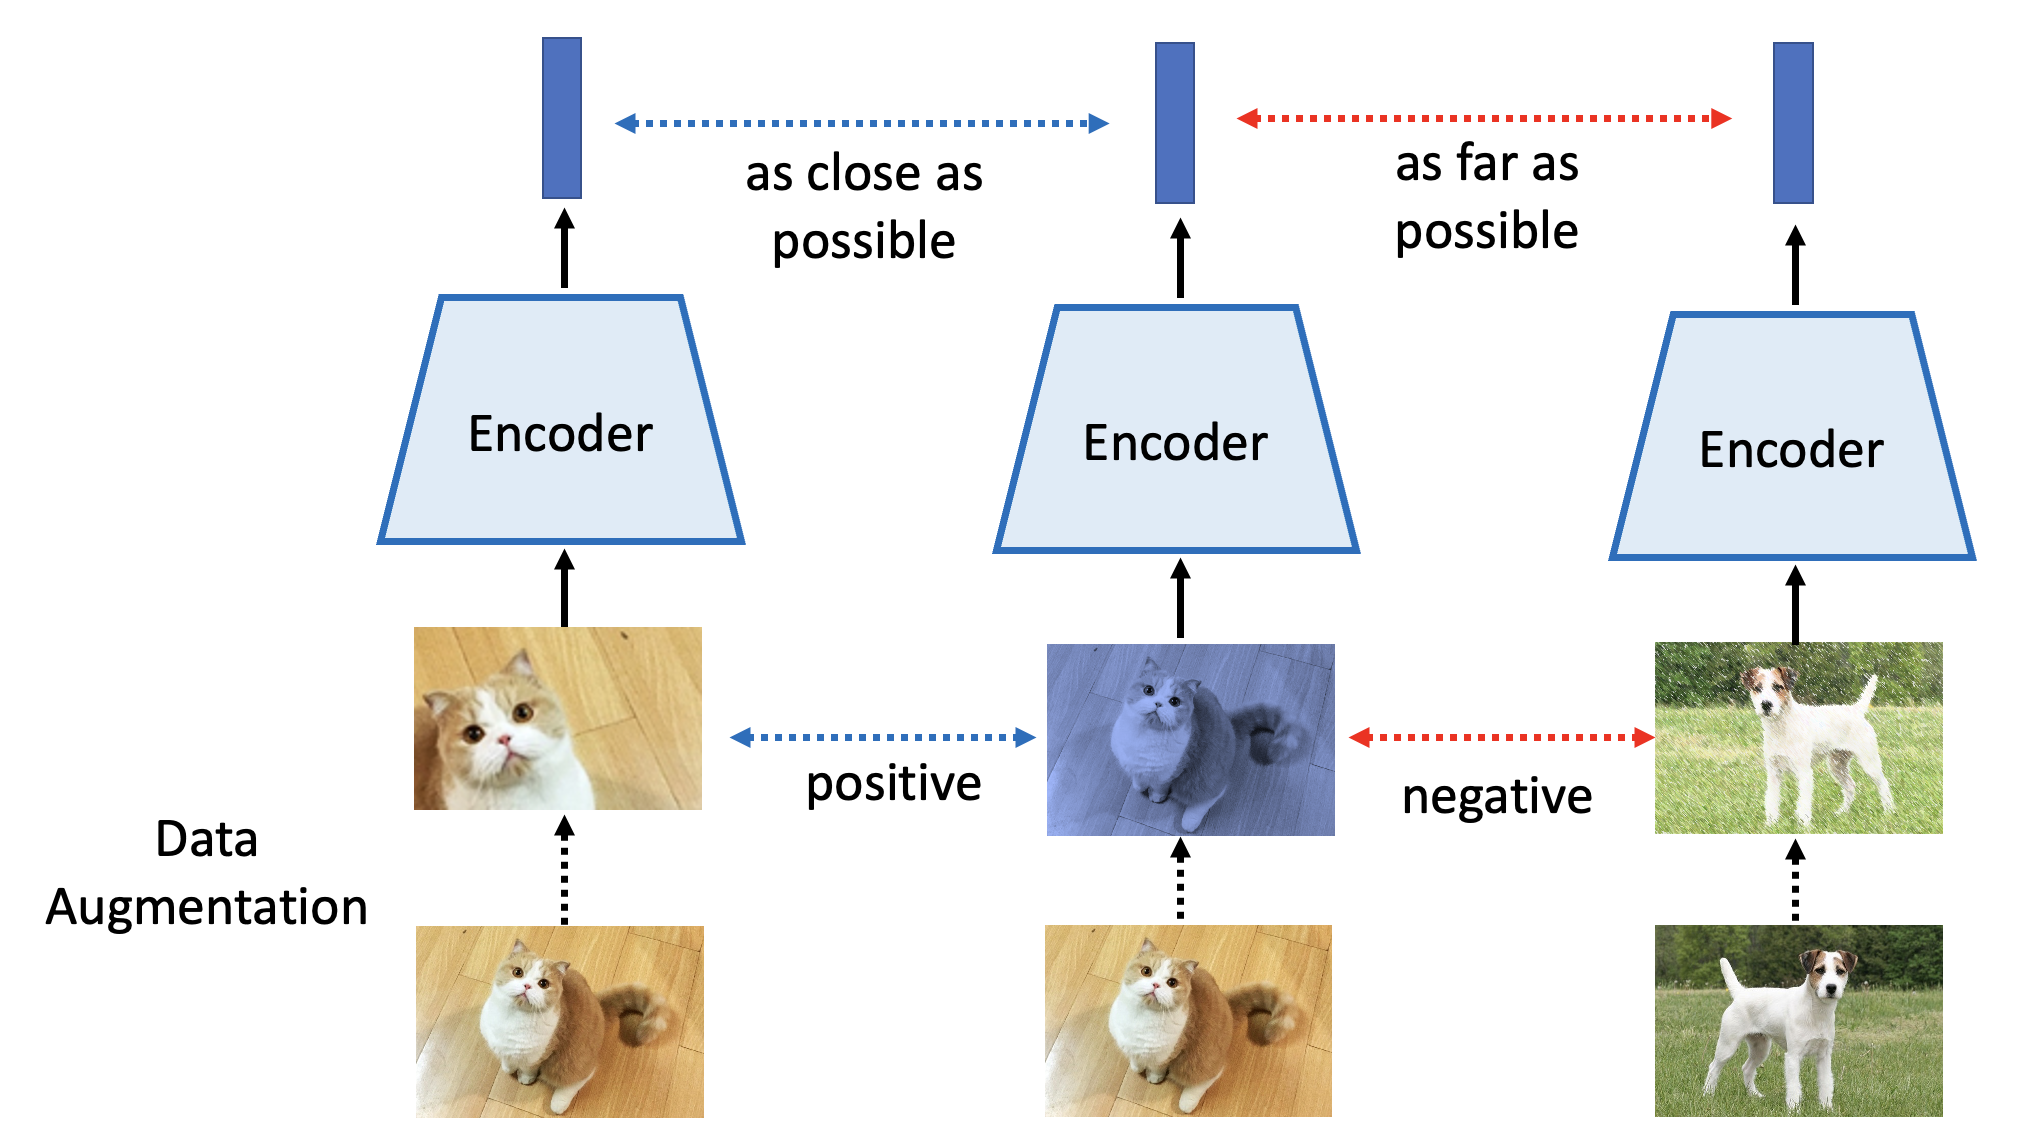 as close as
possible
as far as
possible
Encoder
Encoder
Encoder
positive
negative
Data
Augmentation